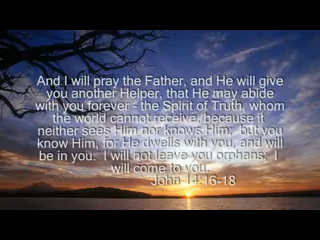 And I will pray the Father, and He will give
you another Helper, that He may abide
with you forever - the Spirit of Truth, whom
the world cannot receive, because it
neither sees Him nor knows Him; but you
know Him, for He dwells with you, and will
be in you. I will not leave you orphans; I
will come to you.
John 14:16-18